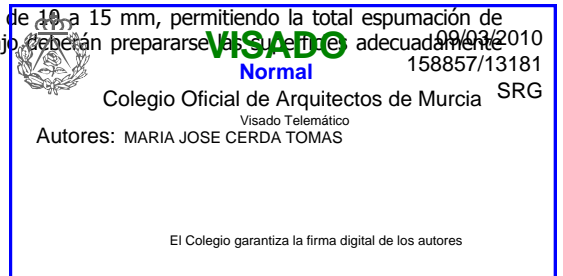 de 10 a 15 mm, permitiendo la total espumación de
jo deberán prepararse las superficies adecuadamente
VISADO
Normal
09/03/2010
158857/13181
SRG
Colegio Oficial de Arquitectos de Murcia
Visado Telemático
Autores: MARIA JOSE CERDA TOMAS
El Colegio garantiza la firma digital de los autores